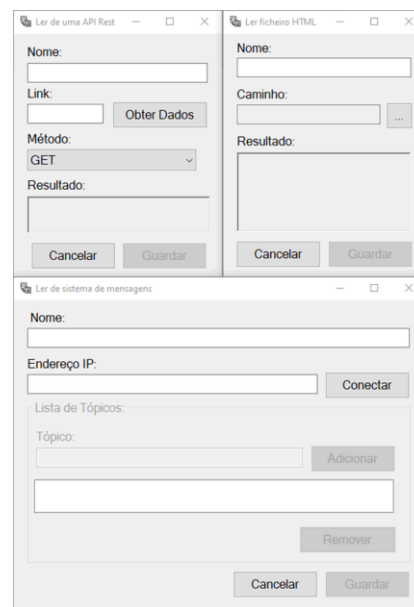 Ler de uma API Rest
Nome:
Link:
Obter Dados
Método:
GET
Resultado:
Cancelar
Guardar
Ler ficheiro HTML
Nome:
Caminho:
...
Resultado:
Cancelar
Guardar
Ler de sistema de mensagens
Nome:
Endereço IP:
Conectar
Lista de Tópicos:
Tópico:
Adicionar
Remover
Cancelar
Guardar